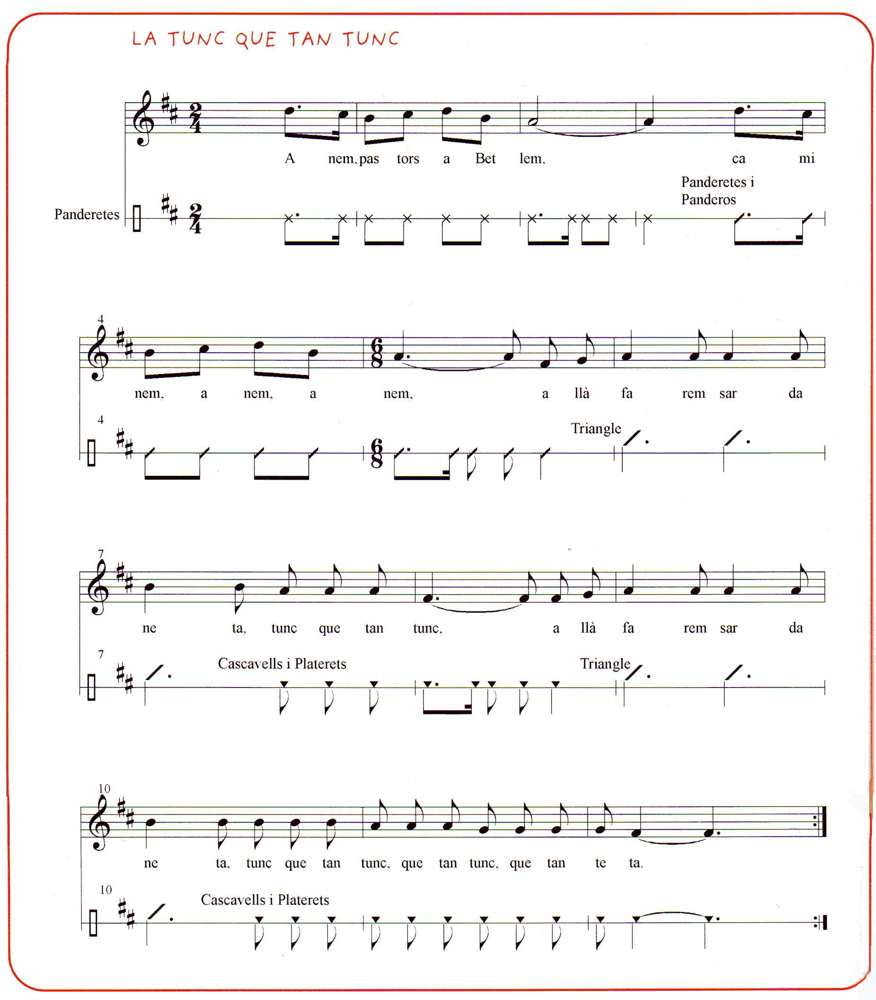 LA TUNC QUE TAN TUNC
A nem, pas tors a Bet lem, ca mi
Panderetes i
Panderos
Panderetes
4
nem, a nem, a nem, a llà fa rem sar da
4
Triangle
7
ne ta, tunc que tan tunc, a llà fa rem sar da
7
Cascavells i Platerets Triangle
10
ne ta, tunc que tan tunc, que tan tunc, que tan te ta.
10
Cascavells i Platerets